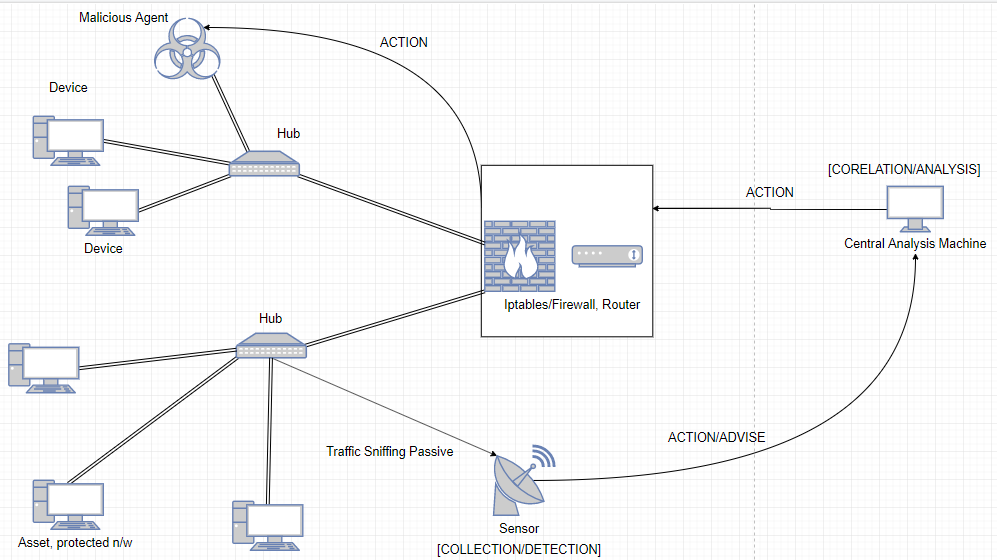 Malicious Agent
ACTION
Device
Hub
[CORELATION/ANALYSIS]
ACTION
Device
Central Analysis Machine
Iptables/Firewall, Router
Hub
ACTION/ADVISE
Traffic Sniffing Passive
Sensor
Asset, protected n/w
[COLLECTION/DETECTION]